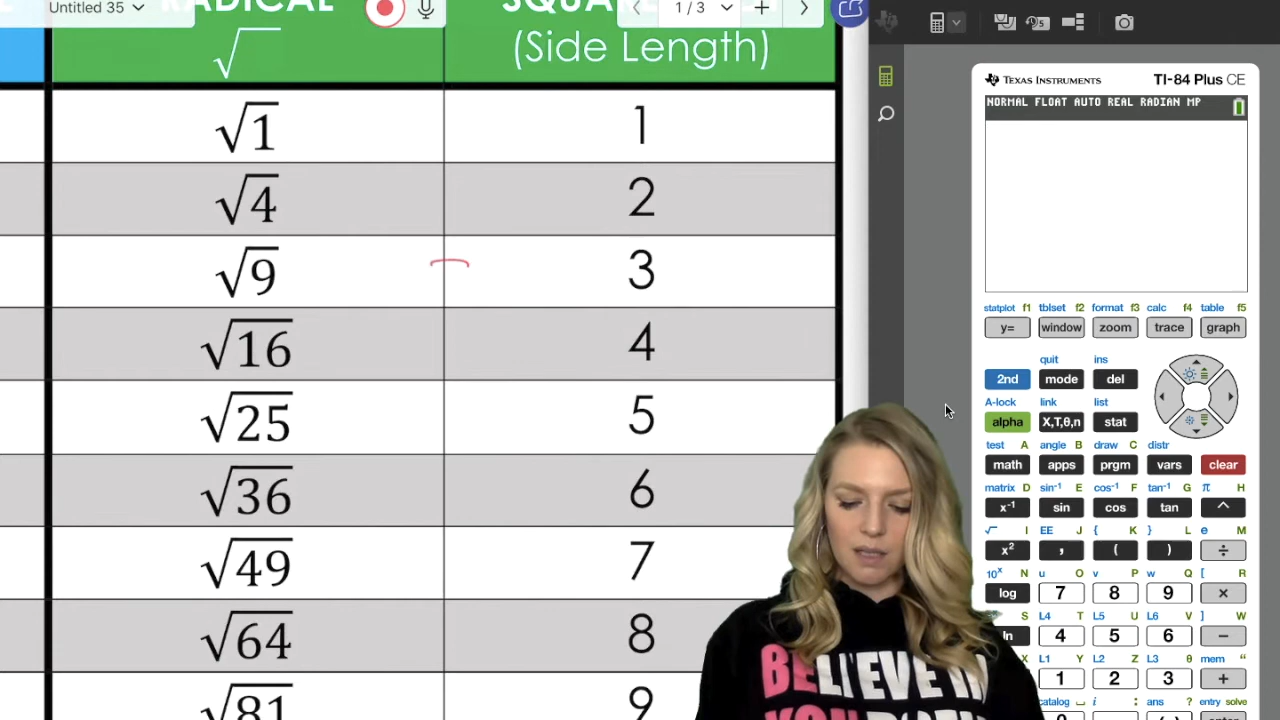 Untitled 35
RADICAL
SQUARE
1 / 3
√
(Side Length)
√1 1
√4 2
√9 3
√16 4
√25 5
√36 6
√49 7
√64 8
√81 9
BELIEVE IN
TEXAS INSTRUMENTS TI-84 Plus CE
NORMAL FLOAT AUTO REAL RADIAN MP
statplot f1 tblset f2 format f3 calc f4 table f5
y= window zoom trace graph
quit ins
2nd mode del
A-lock link list
alpha X,T,θ,n stat
test A angle B draw C distr
math apps prgm vars clear
matrix D sin⁻¹ E cos⁻¹ F tan⁻¹ G π H
x⁻¹ sin cos tan ^
√ I EE J { K } L e M
x² , ( ) ÷
10ˣ N u O v P w Q [ R
log 7 8 9 ×
S L4 T L5 U L6 V ] W
ln 4 5 6 −
X L1 Y L2 Z L3 θ mem “
1 2 3 +
catalog i : ans ? entry solve